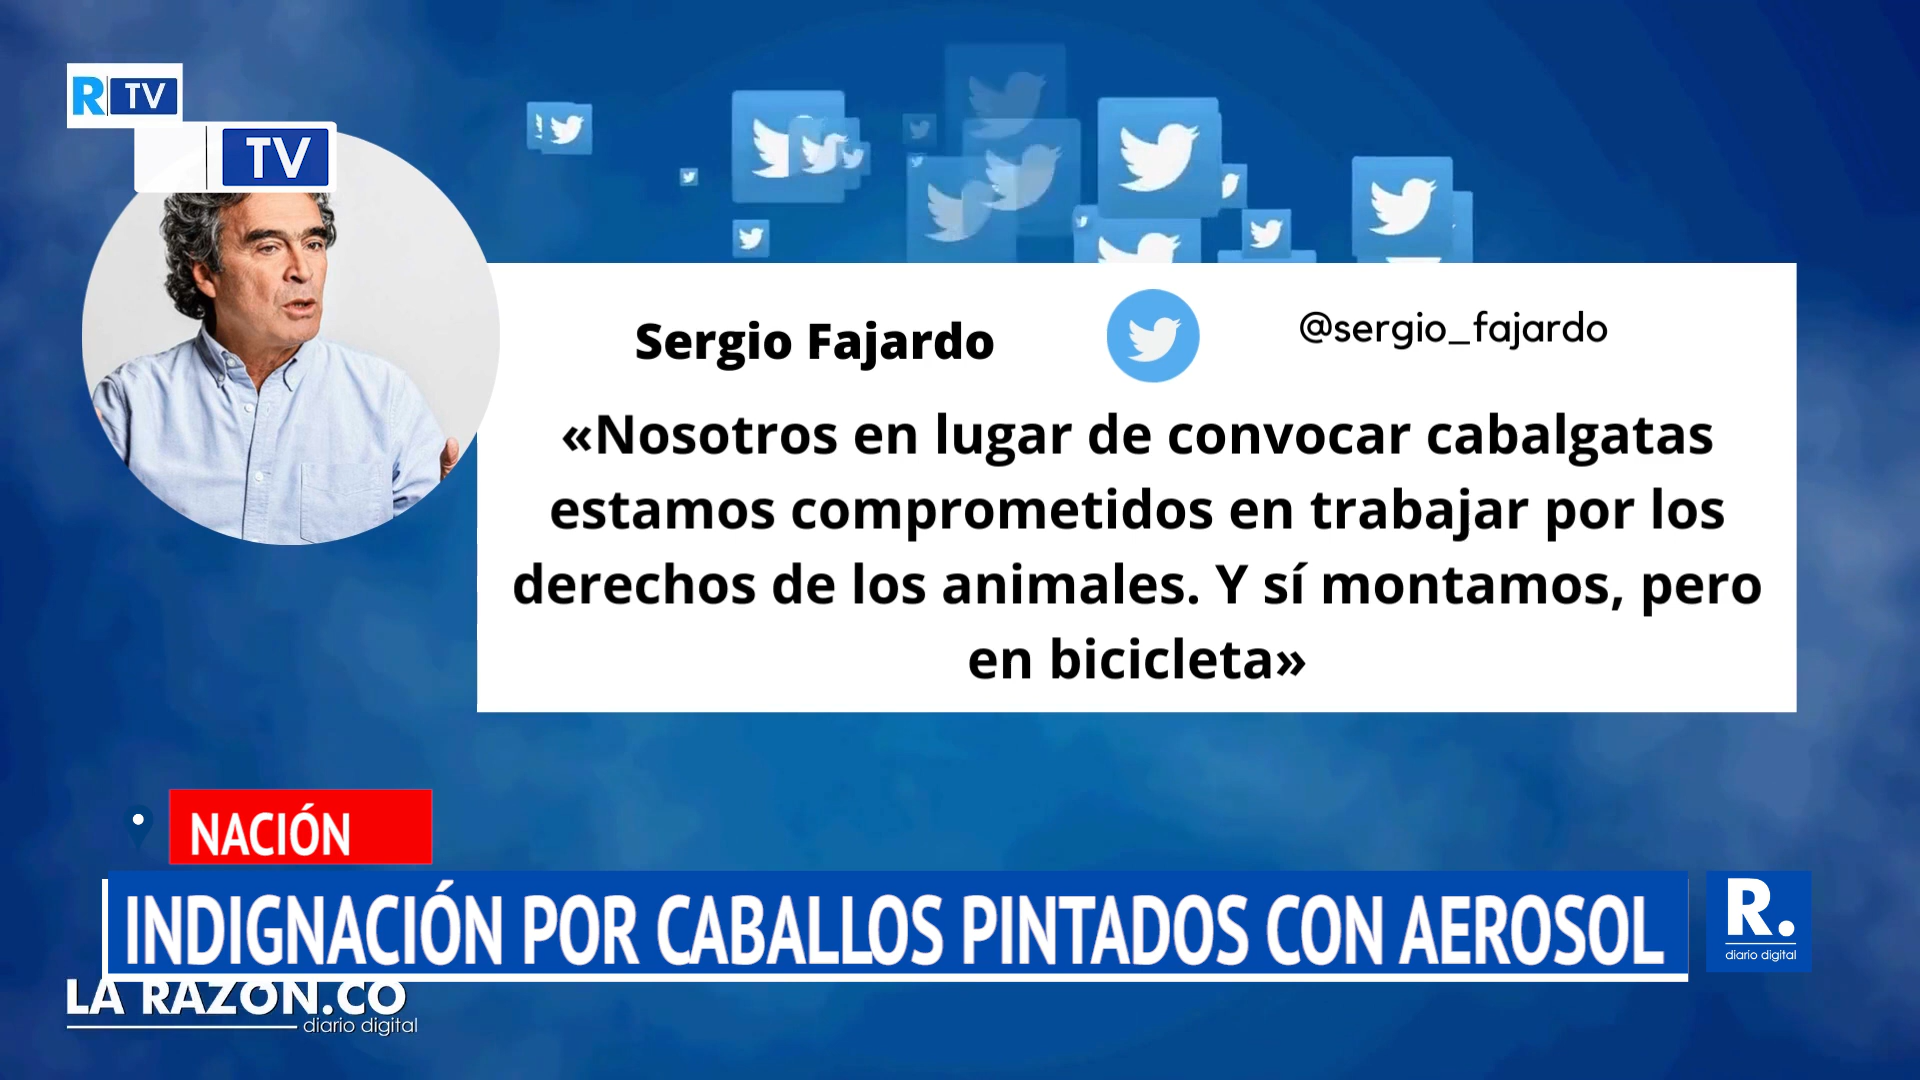 R TV
TV
Sergio Fajardo
@sergio_fajardo
«Nosotros en lugar de convocar cabalgatas
estamos comprometidos en trabajar por los
derechos de los animales. Y sí montamos, pero
en bicicleta»
NACIÓN
INDIGNACIÓN POR CABALLOS PINTADOS CON AEROSOL
R.
diario digital
LA RAZÓN.CO
diario digital